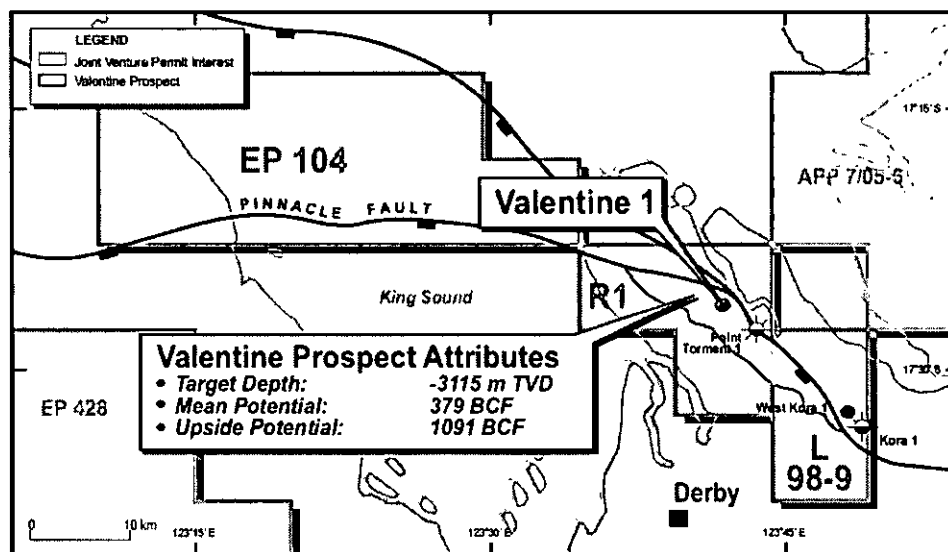 LEGEND
Joint Venture Permit Interest
Valentine Prospect
17°15'S
EP 104
APP 7/05-6
PINNACLE FAULT
Valentine 1
King Sound
R1
Point
Torment 1
Valentine Prospect Attributes
• Target Depth: -3115 m TVD
• Mean Potential: 379 BCF
• Upside Potential: 1091 BCF
17°30'S
EP 428
West Kora 1
Kora 1
L
98-9
Derby
0 10 km
123°15'E
123°30'E
123°45'E